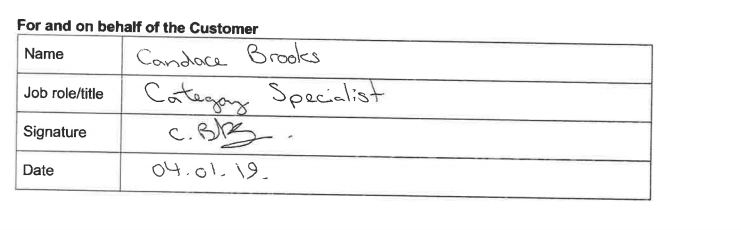 For and on behalf of the Customer
Name Candace Brooks
Job role/title Category Specialist
Signature C. B
Date 04.01.19.